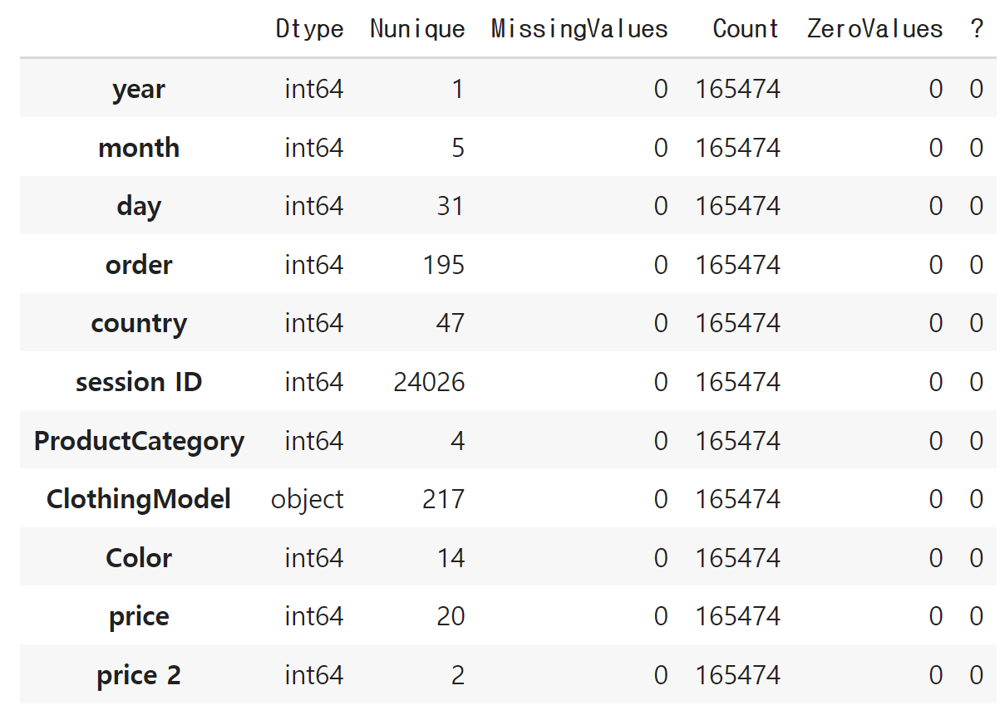 Dtype Nunique MissingValues Count ZeroValues ?
year int64 1 0 165474 0 0
month int64 5 0 165474 0 0
day int64 31 0 165474 0 0
order int64 195 0 165474 0 0
country int64 47 0 165474 0 0
session ID int64 24026 0 165474 0 0
ProductCategory int64 4 0 165474 0 0
ClothingModel object 217 0 165474 0 0
Color int64 14 0 165474 0 0
price int64 20 0 165474 0 0
price 2 int64 2 0 165474 0 0